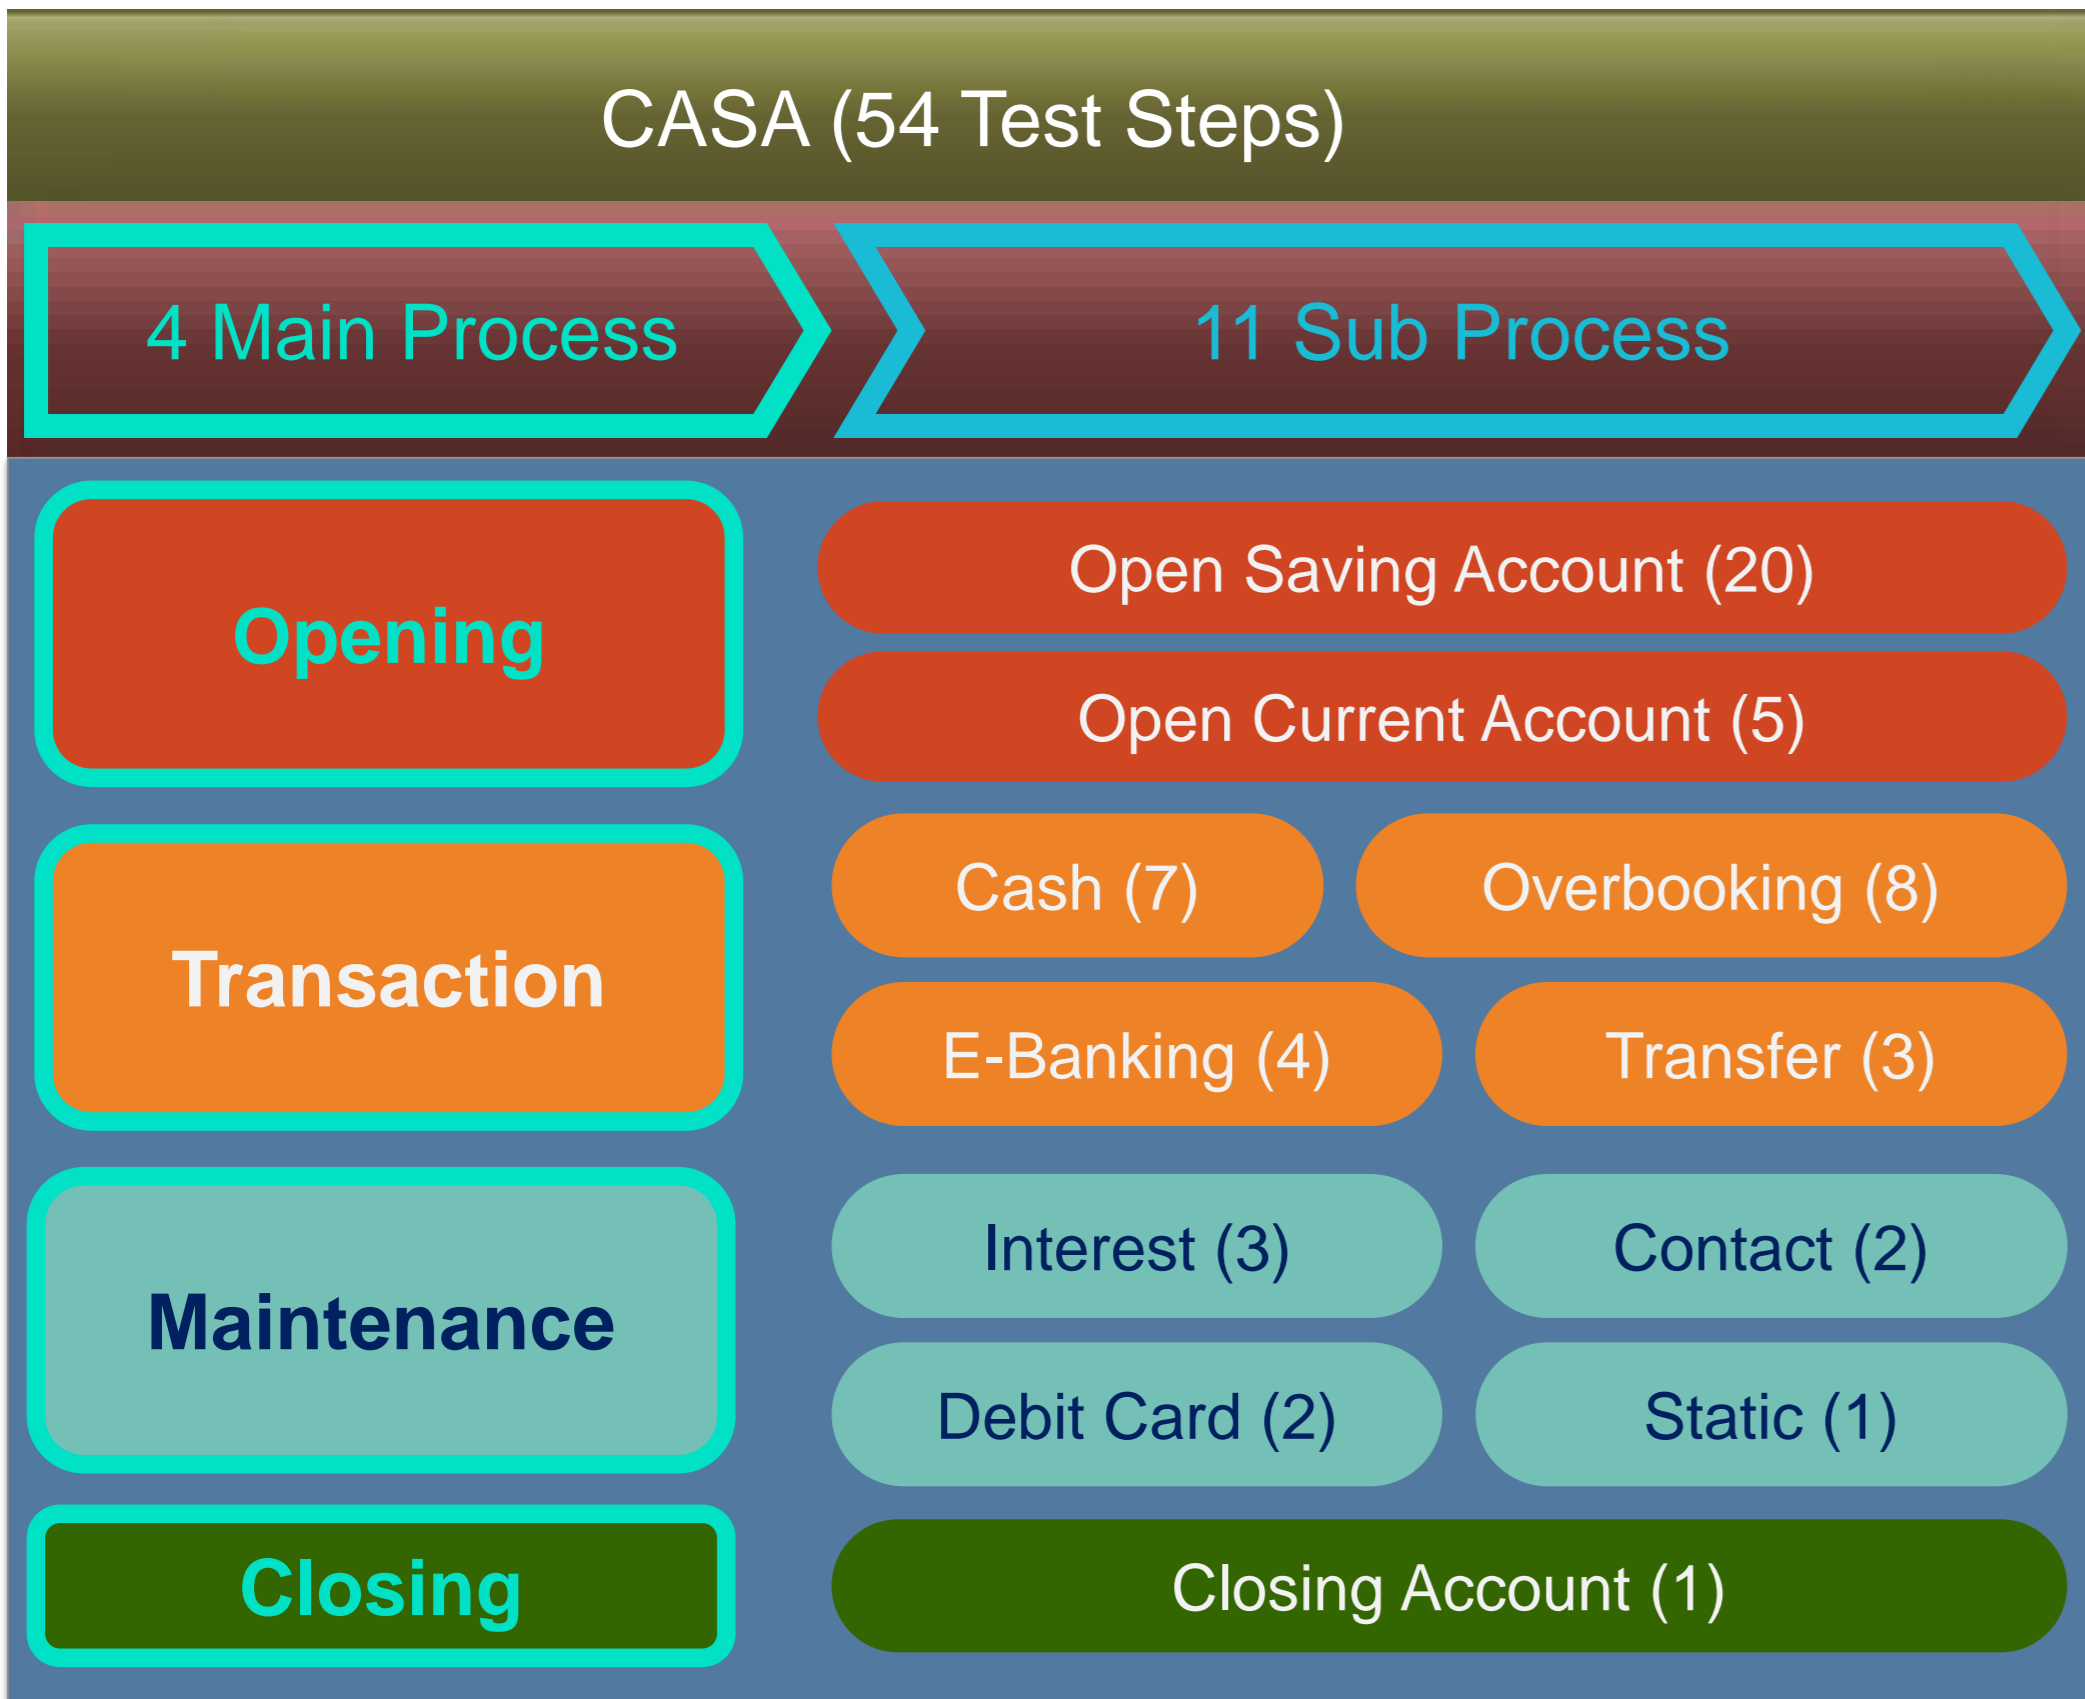 CASA (54 Test Steps)
4 Main Process
11 Sub Process
Opening
Open Saving Account (20)
Open Current Account (5)
Transaction
Cash (7)
Overbooking (8)
E-Banking (4)
Transfer (3)
Maintenance
Interest (3)
Contact (2)
Debit Card (2)
Static (1)
Closing
Closing Account (1)